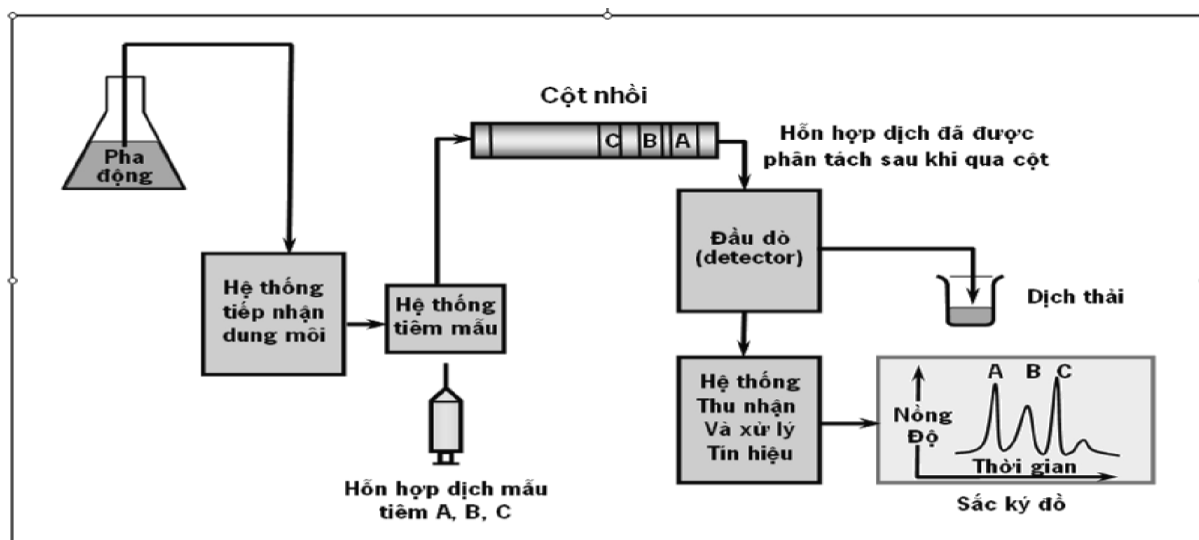 Pha
động
Hệ thống
tiếp nhận
dung môi
Hệ thống
tiêm mẫu
Hỗn hợp dịch mẫu
tiêm A, B, C
Cột nhồi
C B A
Hỗn hợp dịch đã được
phân tách sau khi qua cột
Đầu dò
(detector)
Dịch thải
Hệ thống
Thu nhận
Và xử lý
Tín hiệu
A B C
Nồng
Độ
Thời gian
Sắc ký đồ